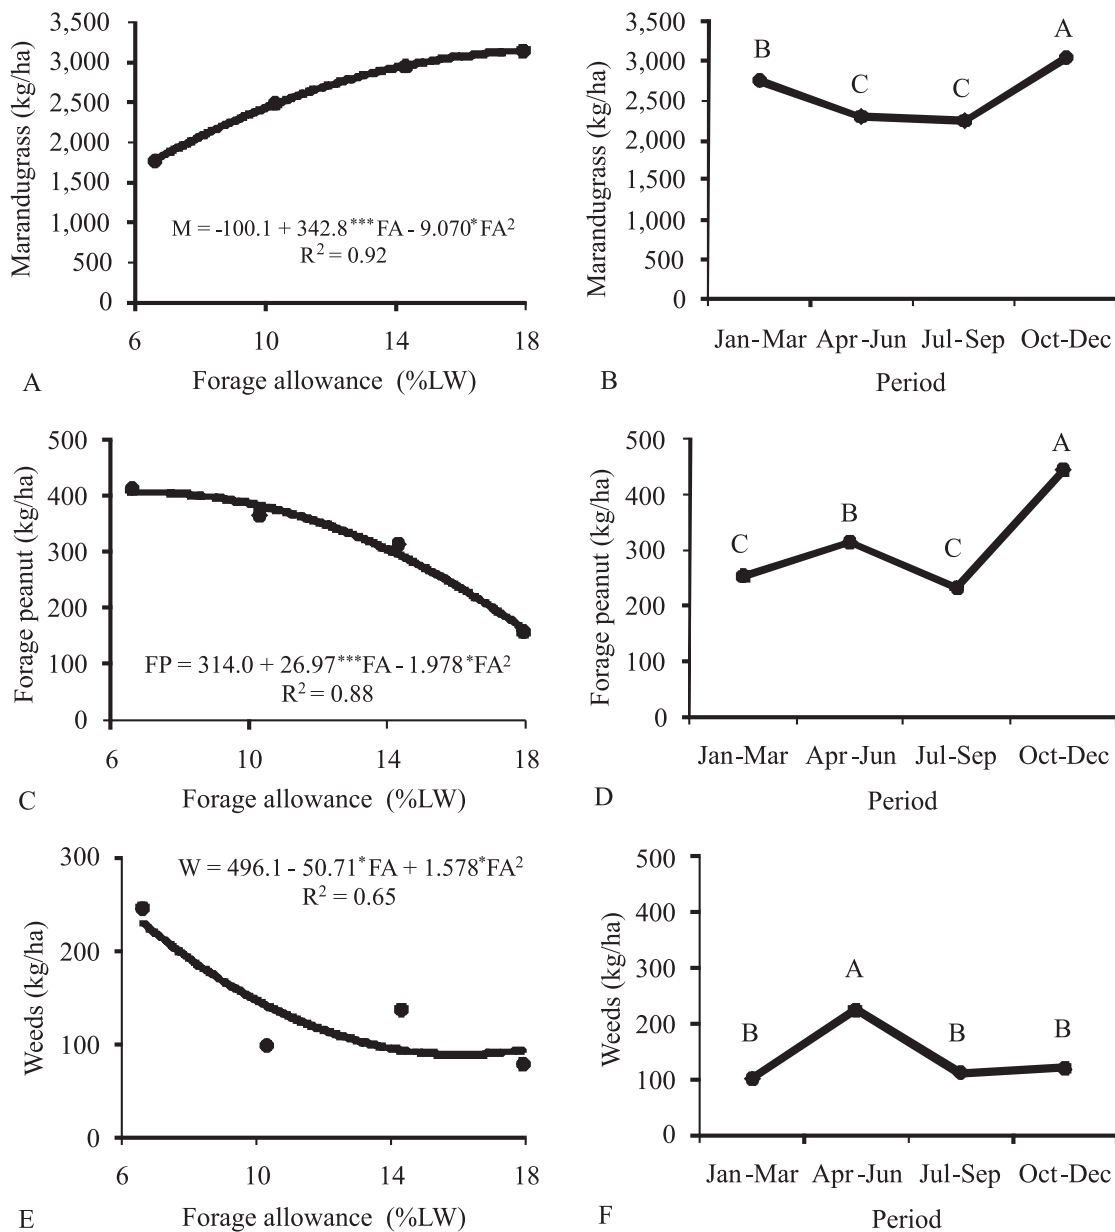 3,500
3,000
2,500
2,000
1,500
1,000
500
0
Marandugrass (kg/ha)
M = -100.1 + 342.8***FA - 9.070*FA²
R² = 0.92
6 10 14 18
Forage allowance (%LW)
A
3,500
3,000
2,500
2,000
1,500
1,000
500
0
Marandugrass (kg/ha)
B C C A
Jan-Mar Apr-Jun Jul-Sep Oct-Dec
Period
B
500
400
300
200
100
0
Forage peanut (kg/ha)
FP = 314.0 + 26.97***FA - 1.978*FA²
R² = 0.88
6 10 14 18
Forage allowance (%LW)
C
500
400
300
200
100
0
Forage peanut (kg/ha)
C B C A
Jan-Mar Apr-Jun Jul-Sep Oct-Dec
Period
D
300
200
100
0
Weeds (kg/ha)
W = 496.1 - 50.71*FA + 1.578*FA²
R² = 0.65
6 10 14 18
Forage allowance (%LW)
E
500
400
300
200
100
0
Weeds (kg/ha)
B A B B
Jan-Mar Apr-Jun Jul-Sep Oct-Dec
Period
F